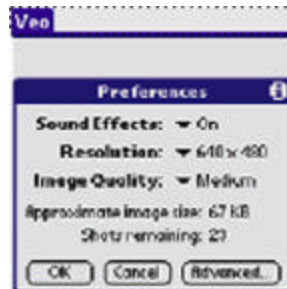 Veo
Preferences
Sound Effects: On
Resolution: 640 x 480
Image Quality: Medium
Approximate image size: 67 KB
Shots remaining: 23
OK Cancel Advanced...